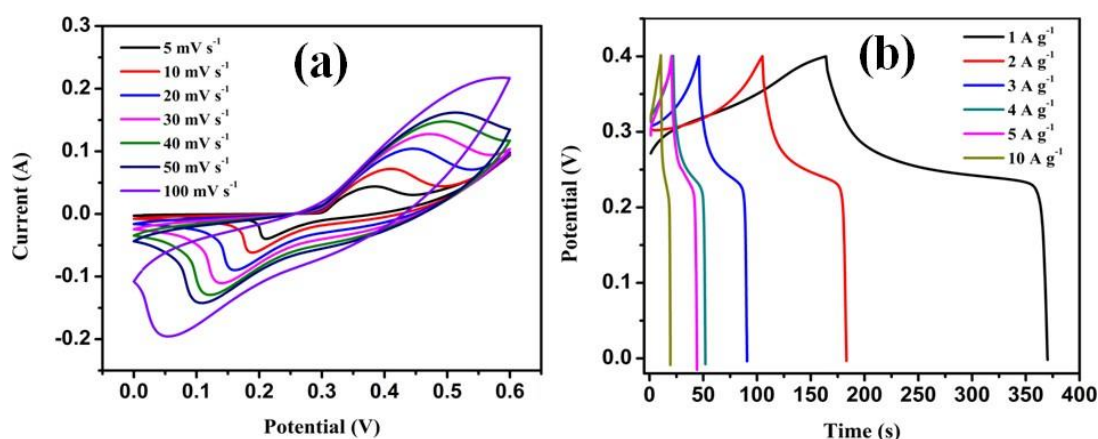 (a)
5 mV s⁻¹
10 mV s⁻¹
20 mV s⁻¹
30 mV s⁻¹
40 mV s⁻¹
50 mV s⁻¹
100 mV s⁻¹
0.3
0.2
0.1
0.0
-0.1
-0.2
Current (A)
0.0 0.1 0.2 0.3 0.4 0.5 0.6
Potential (V)
(b)
1 A g⁻¹
2 A g⁻¹
3 A g⁻¹
4 A g⁻¹
5 A g⁻¹
10 A g⁻¹
0.4
0.3
0.2
0.1
0.0
Potential (V)
0 50 100 150 200 250 300 350 400
Time (s)